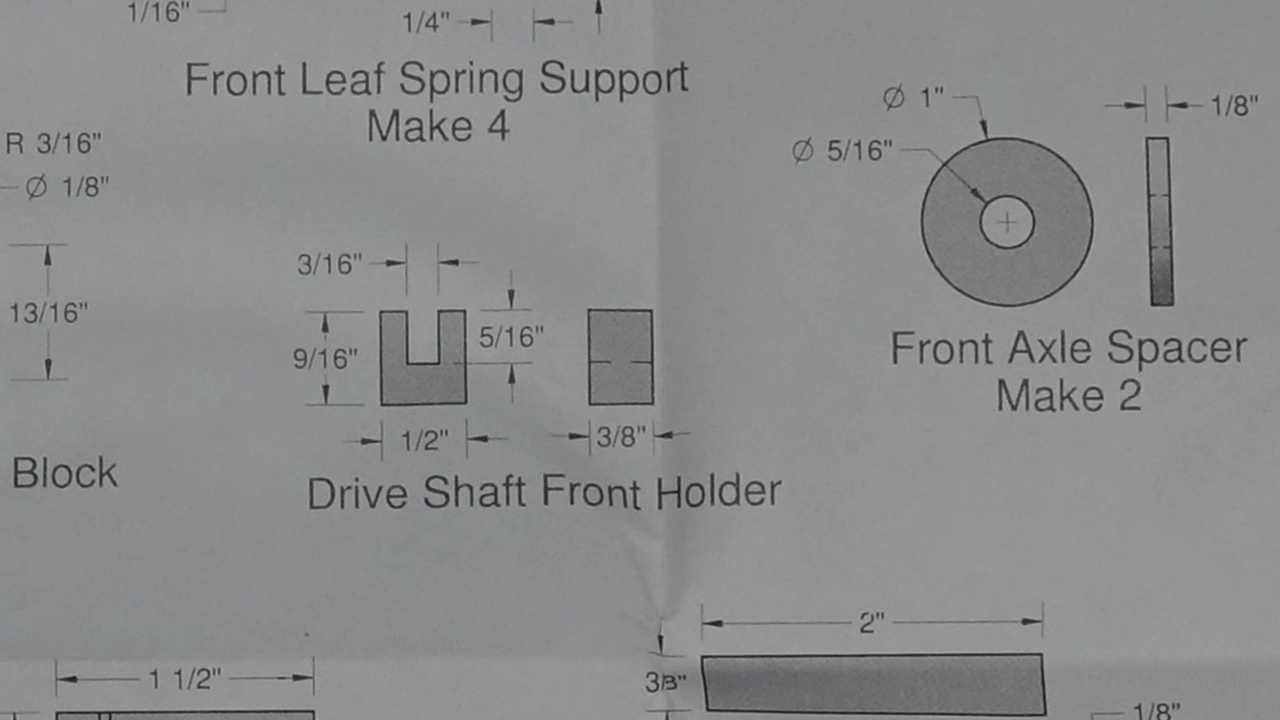 1/16"
1/4"
Front Leaf Spring Support
Make 4
Ø 1"
1/8"
R 3/16"
Ø 5/16"
Ø 1/8"
3/16"
13/16"
5/16"
9/16"
Front Axle Spacer
Make 2
1/2"
3/8"
Block
Drive Shaft Front Holder
2"
1 1/2"
1/8"